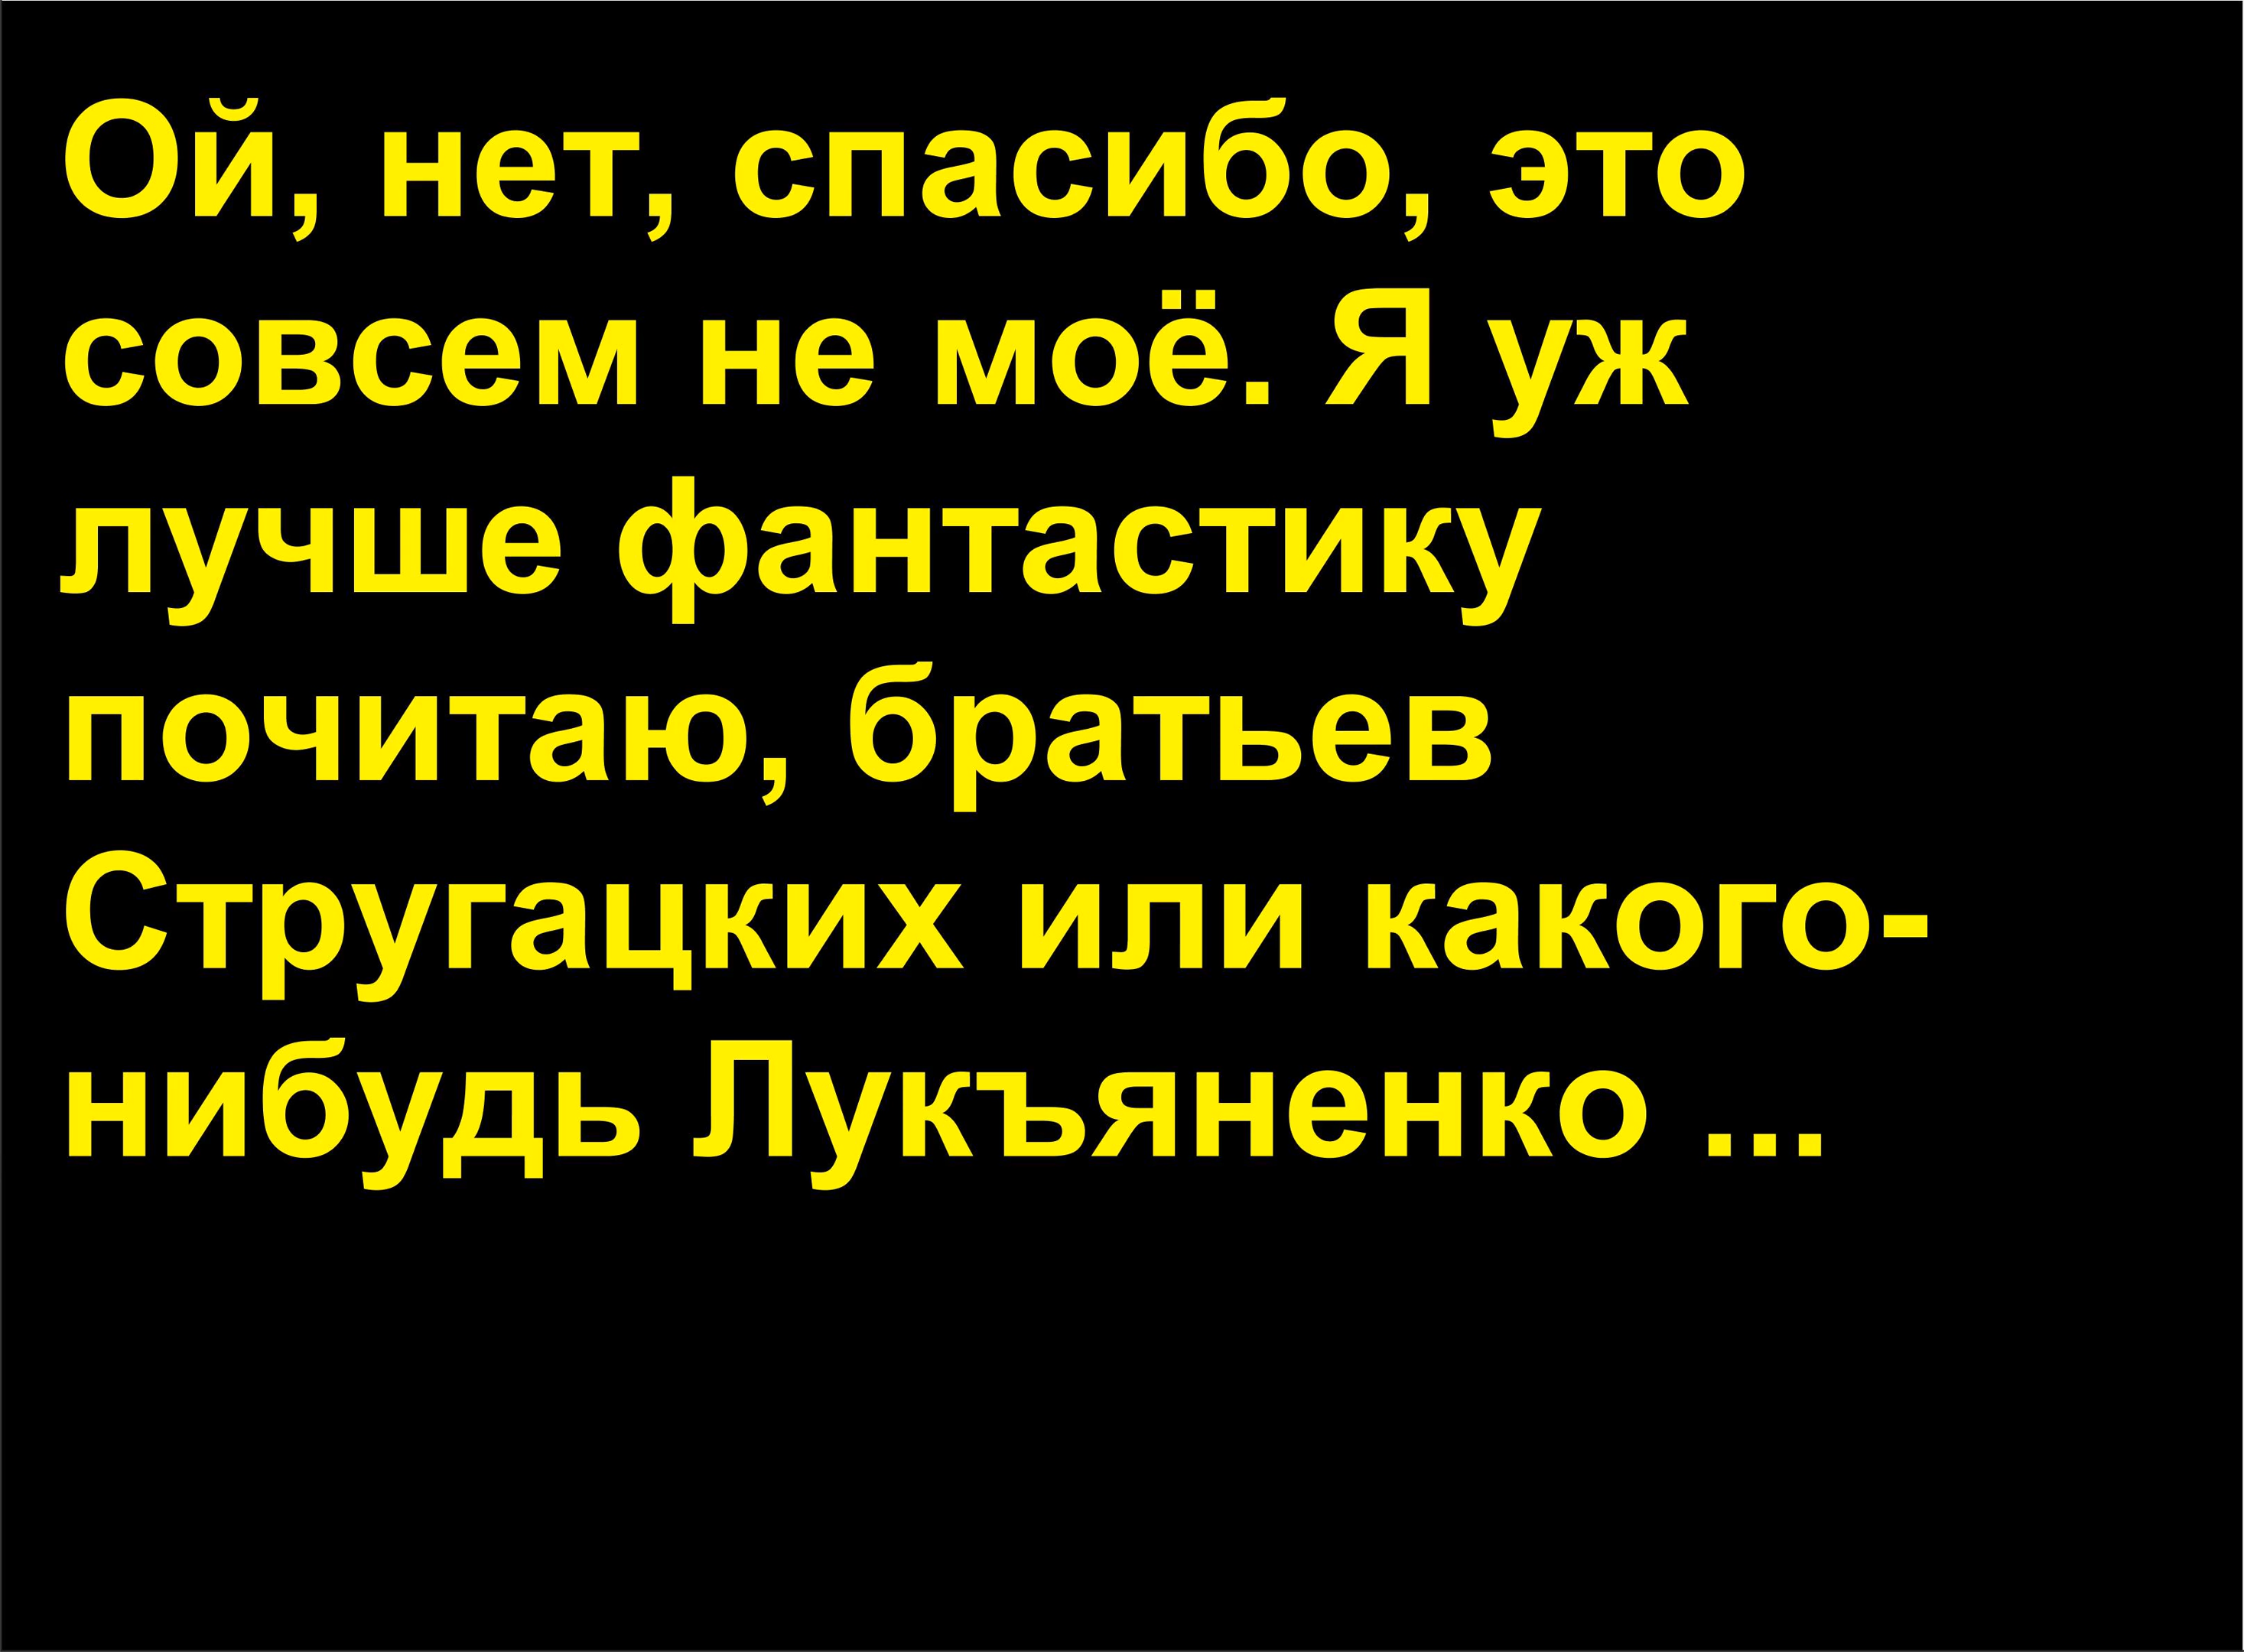 Ой, нет, спасибо, это
совсем не моё. Я уж
лучше фантастику
почитаю, братьев
Стругацких или какого-
нибудь Лукъяненко ...